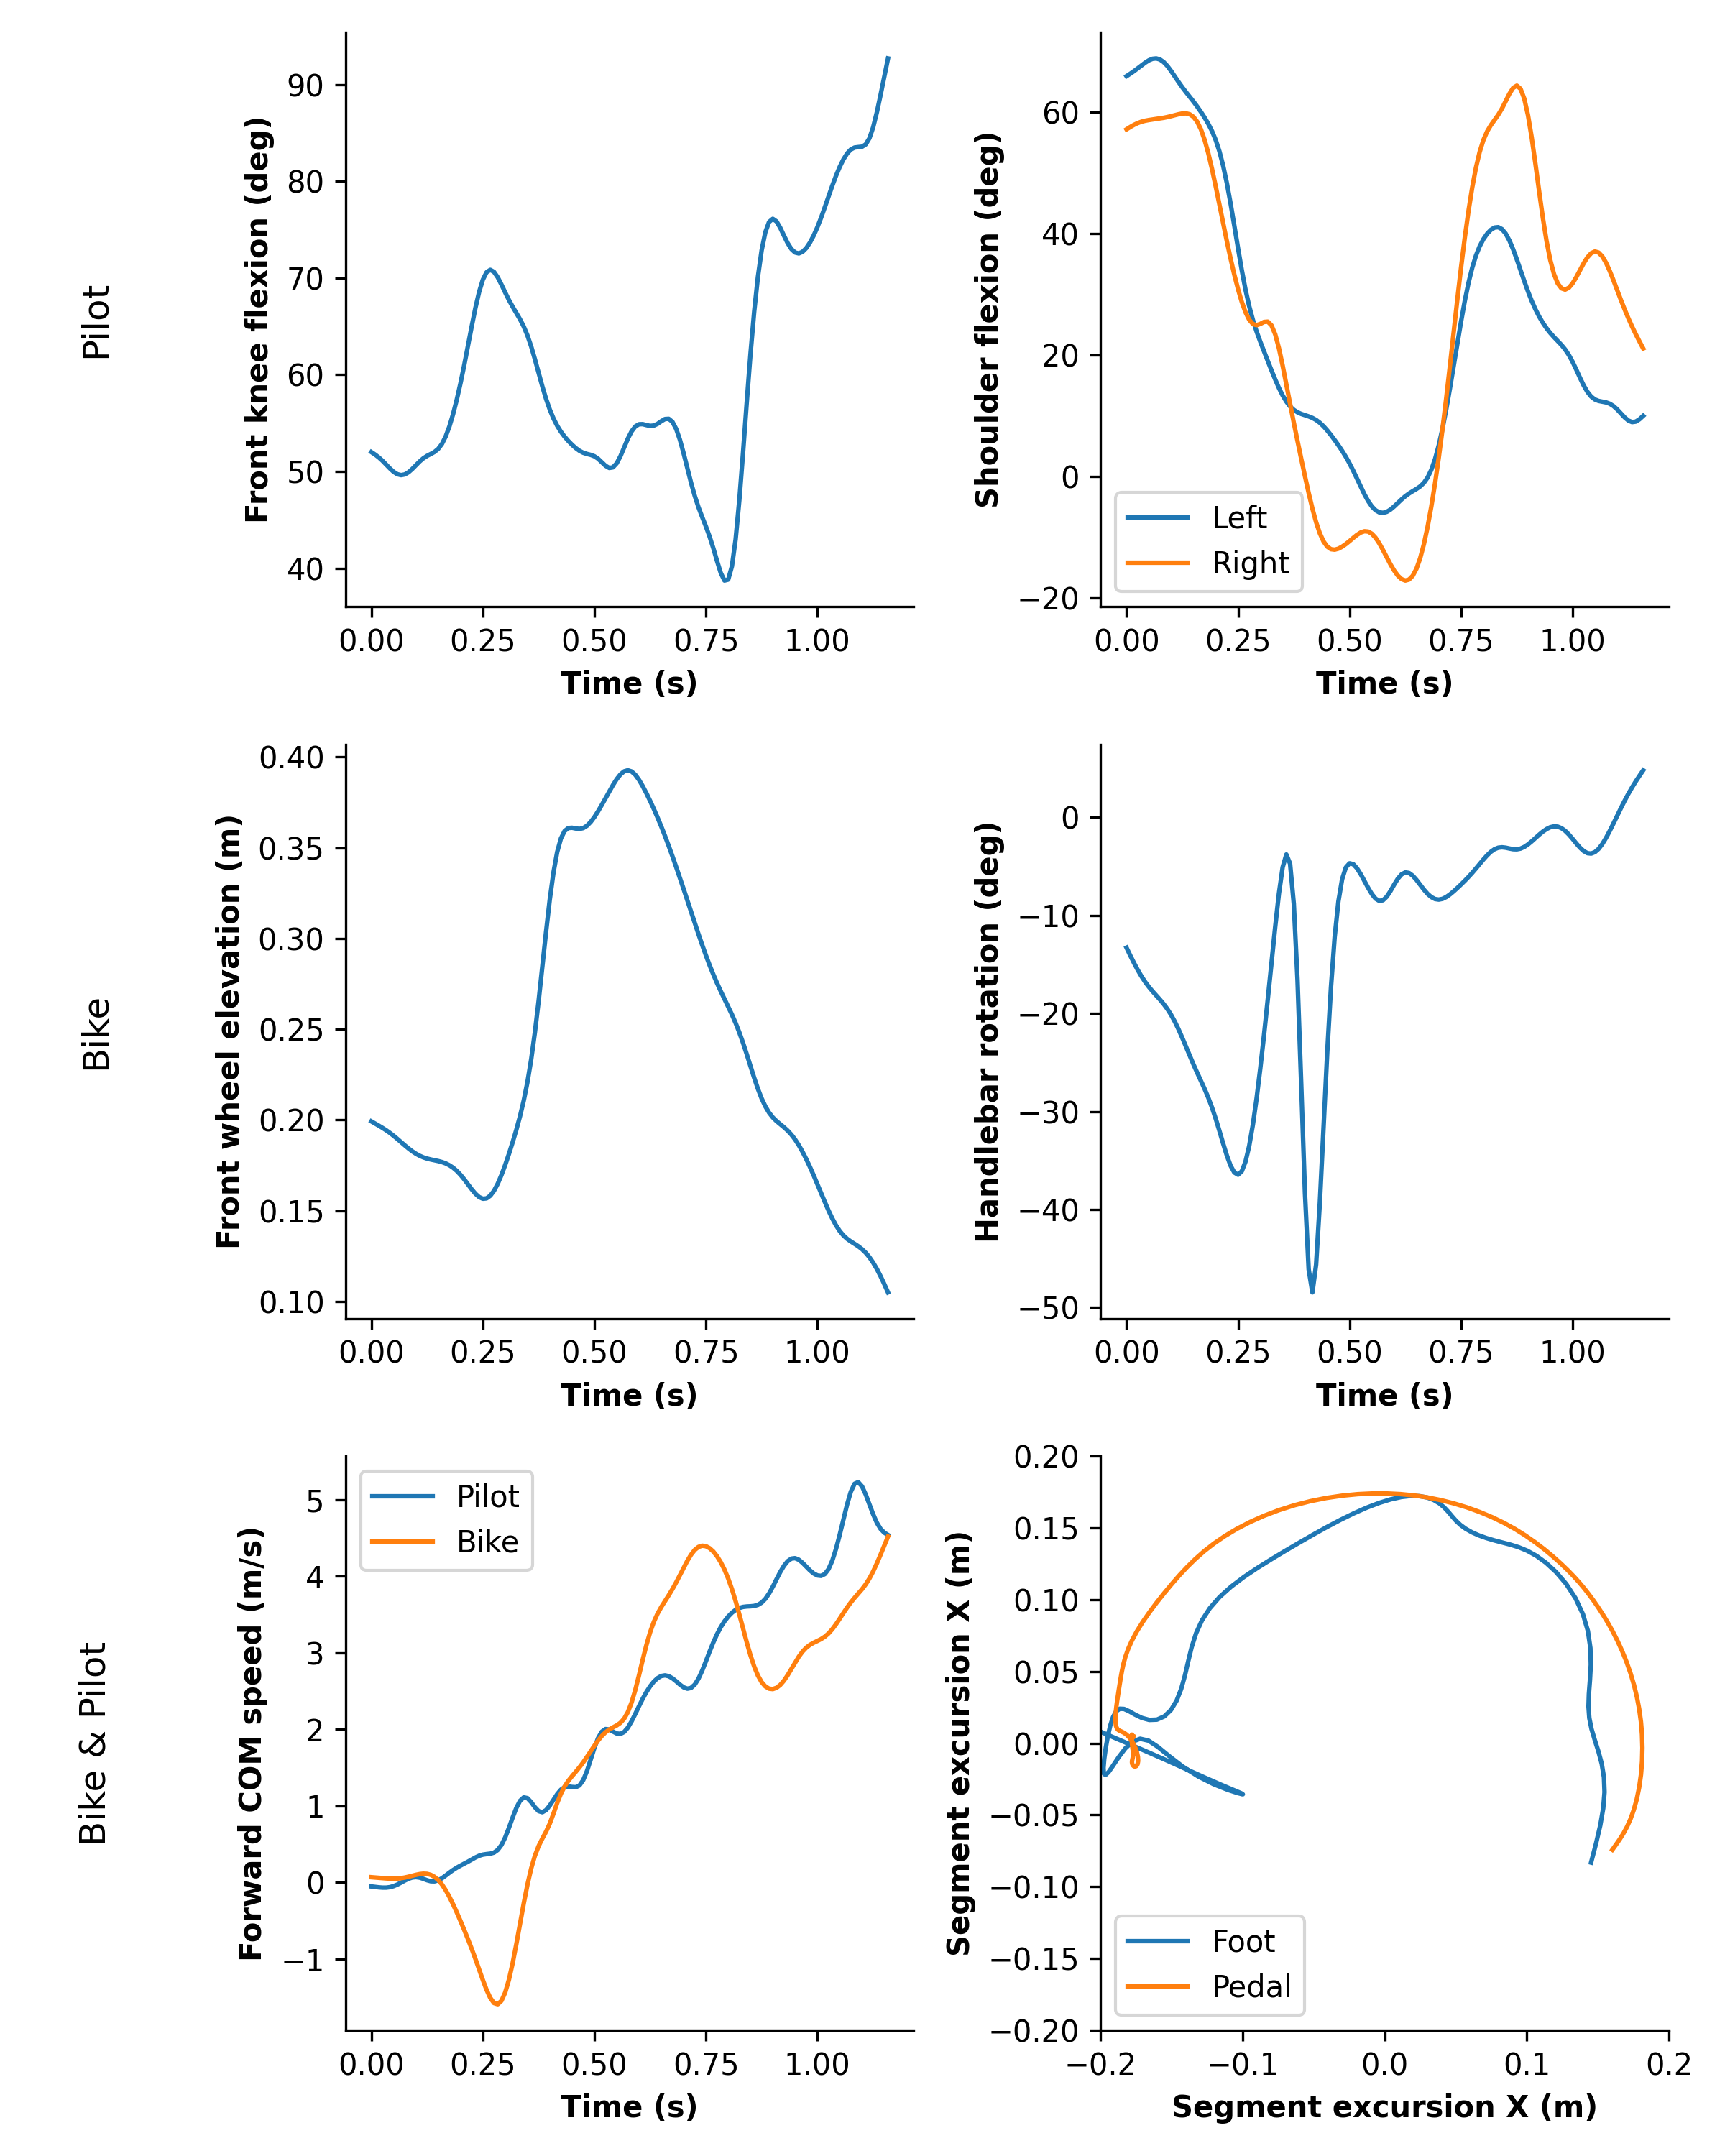 Pilot
Front knee flexion (deg)
90
80
70
60
50
40
0.00 0.25 0.50 0.75 1.00
Time (s)
Shoulder flexion (deg)
60
40
20
0
−20
Left
Right
0.00 0.25 0.50 0.75 1.00
Time (s)
Bike
Front wheel elevation (m)
0.40
0.35
0.30
0.25
0.20
0.15
0.10
0.00 0.25 0.50 0.75 1.00
Time (s)
Handlebar rotation (deg)
0
−10
−20
−30
−40
−50
0.00 0.25 0.50 0.75 1.00
Time (s)
Bike & Pilot
Forward COM speed (m/s)
5
4
3
2
1
0
−1
Pilot
Bike
0.00 0.25 0.50 0.75 1.00
Time (s)
Segment excursion X (m)
0.20
0.15
0.10
0.05
0.00
−0.05
−0.10
−0.15
−0.20
Foot
Pedal
−0.2 −0.1 0.0 0.1 0.2
Segment excursion X (m)